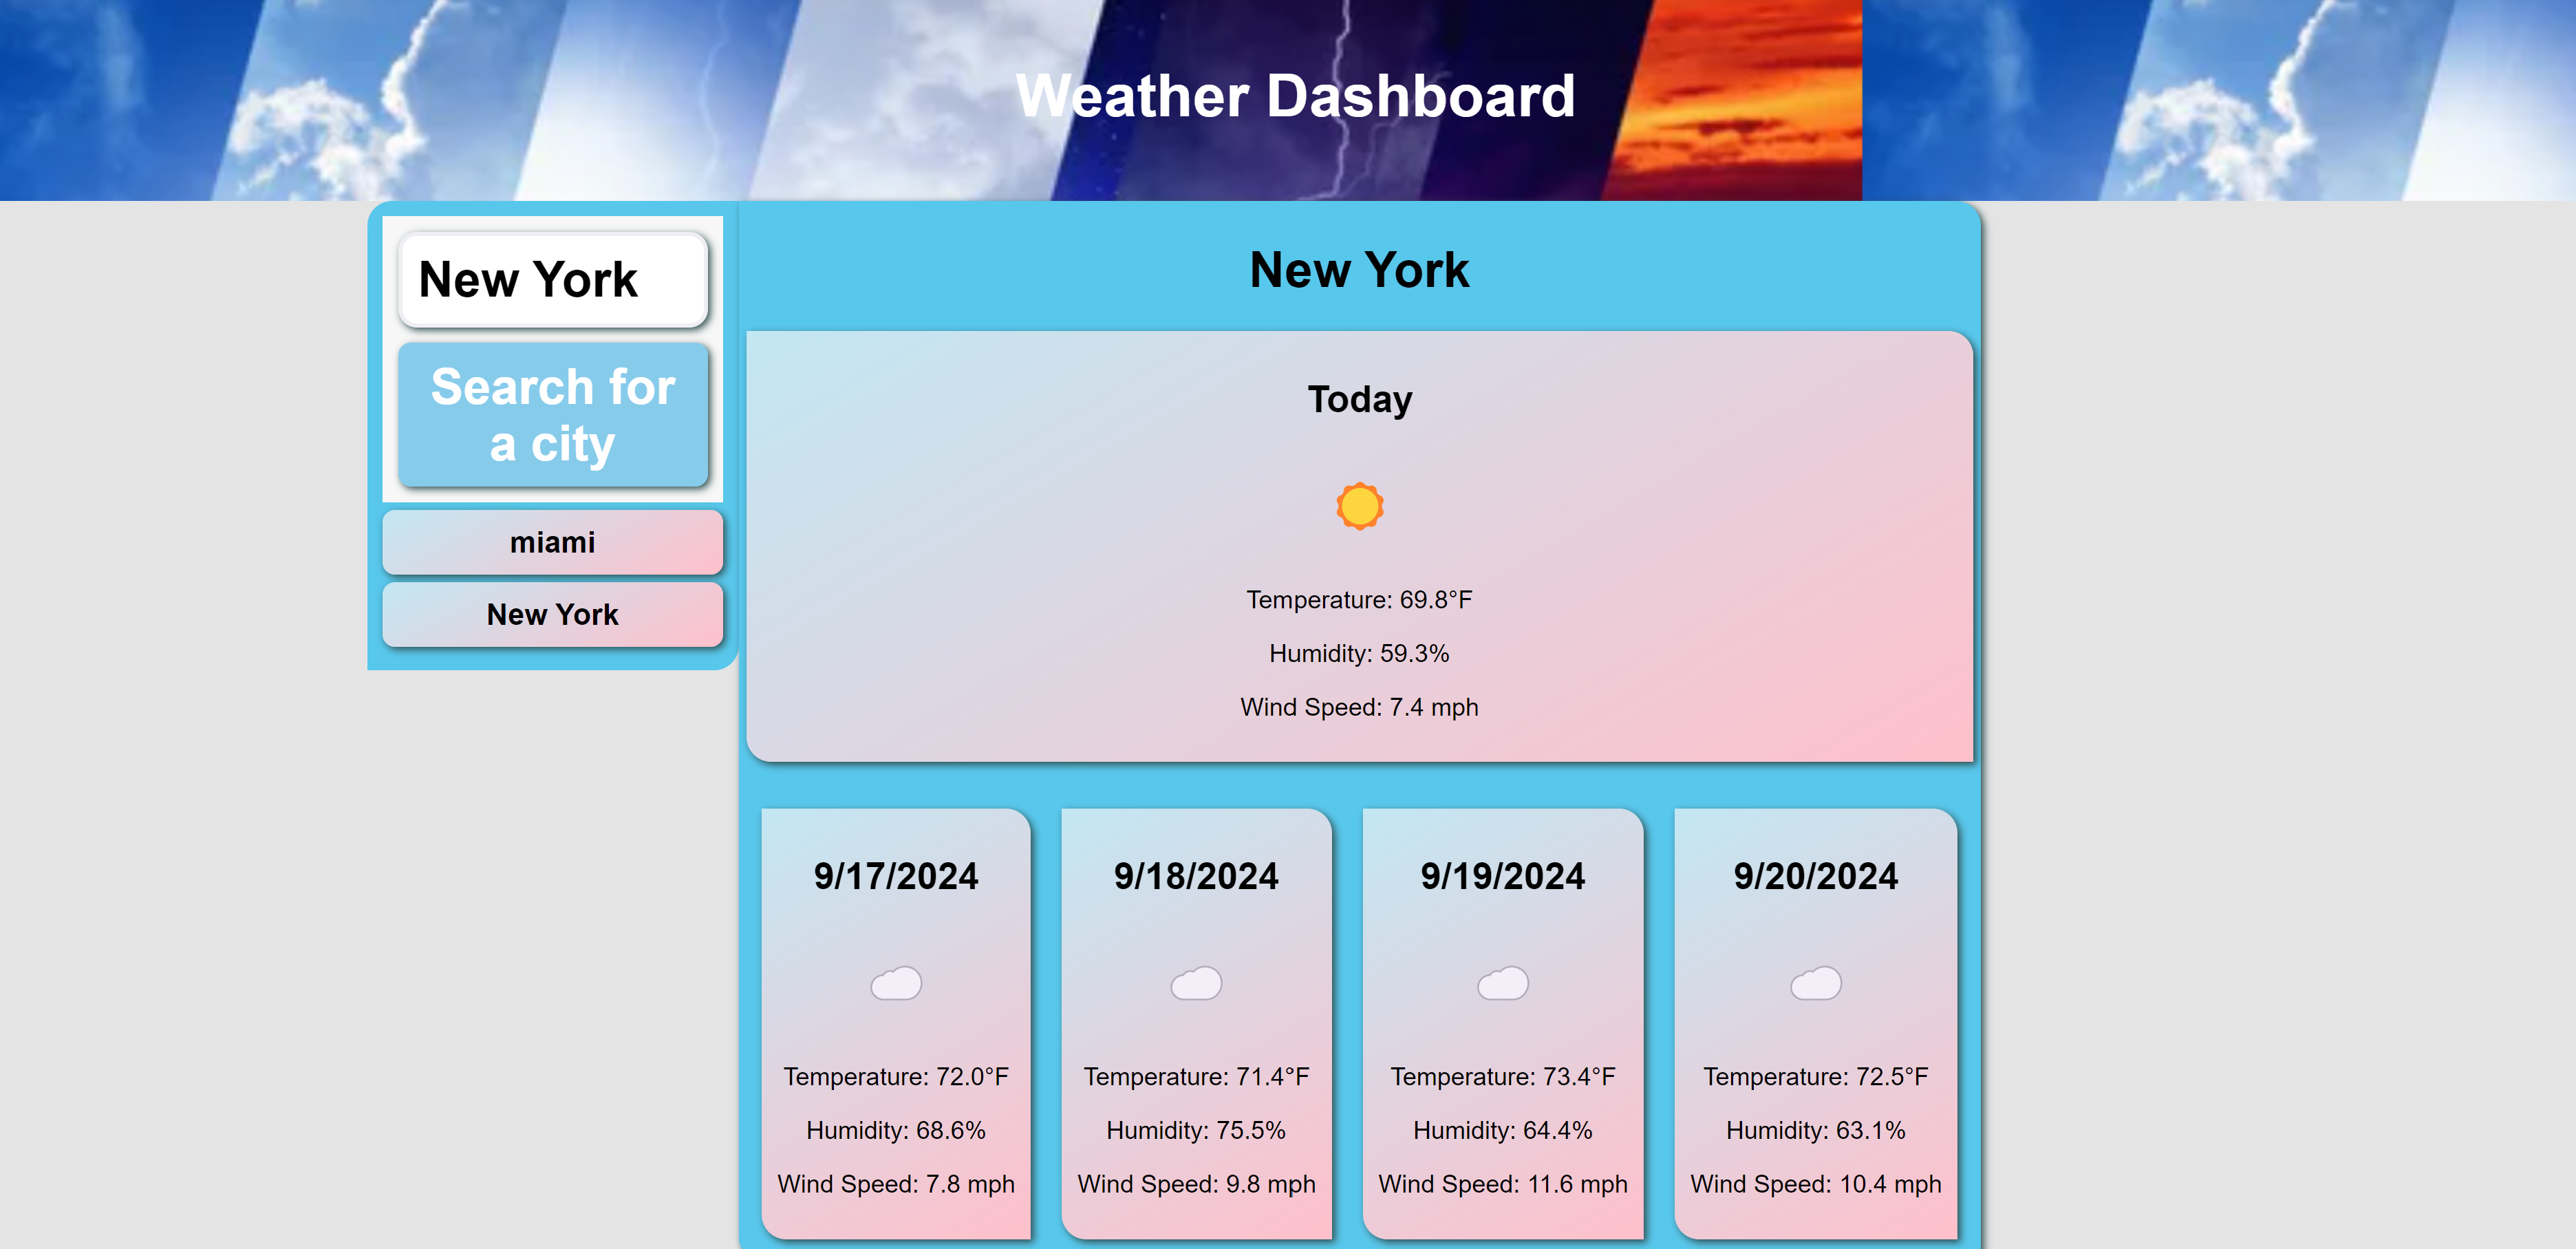 Weather Dashboard
New York
Search for
a city
miami
New York
New York
Today
Temperature: 69.8°F
Humidity: 59.3%
Wind Speed: 7.4 mph
9/17/2024
Temperature: 72.0°F
Humidity: 68.6%
Wind Speed: 7.8 mph
9/18/2024
Temperature: 71.4°F
Humidity: 75.5%
Wind Speed: 9.8 mph
9/19/2024
Temperature: 73.4°F
Humidity: 64.4%
Wind Speed: 11.6 mph
9/20/2024
Temperature: 72.5°F
Humidity: 63.1%
Wind Speed: 10.4 mph